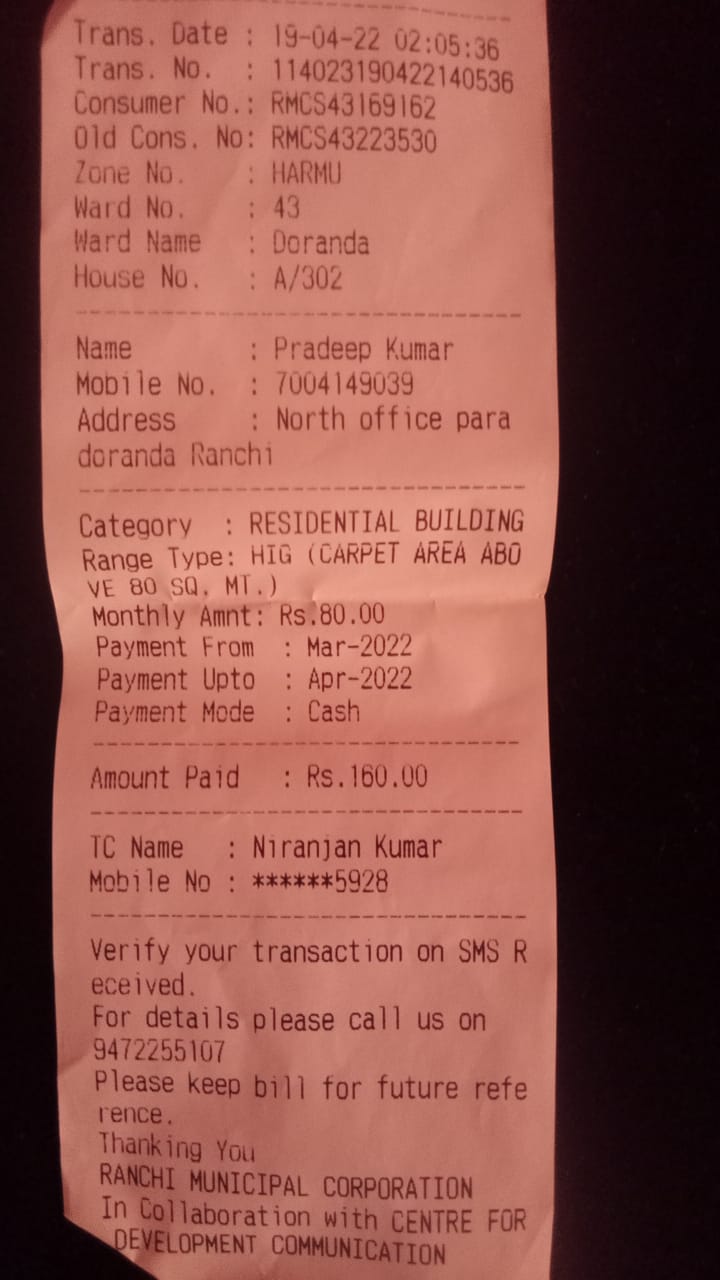 Trans. Date : 19-04-22 02:05:36
Trans. No. : 114023190422140536
Consumer No.: RMCS43169162
Old Cons. No: RMCS43223530
Zone No. : HARMU
Ward No. : 43
Ward Name : Doranda
House No. : A/302
Name : Pradeep Kumar
Mobile No. : 7004149039
Address : North office para
doranda Ranchi
Category : RESIDENTIAL BUILDING
Range Type: HIG (CARPET AREA ABO
VE 80 SQ. MT.)
Monthly Amnt: Rs.80.00
Payment From : Mar-2022
Payment Upto : Apr-2022
Payment Mode : Cash
Amount Paid : Rs.160.00
TC Name : Niranjan Kumar
Mobile No : ******5928
Verify your transaction on SMS R
eceived.
For details please call us on
9472255107
Please keep bill for future refe
rence.
Thanking You
RANCHI MUNICIPAL CORPORATION
In Collaboration with CENTRE FOR
DEVELOPMENT COMMUNICATION